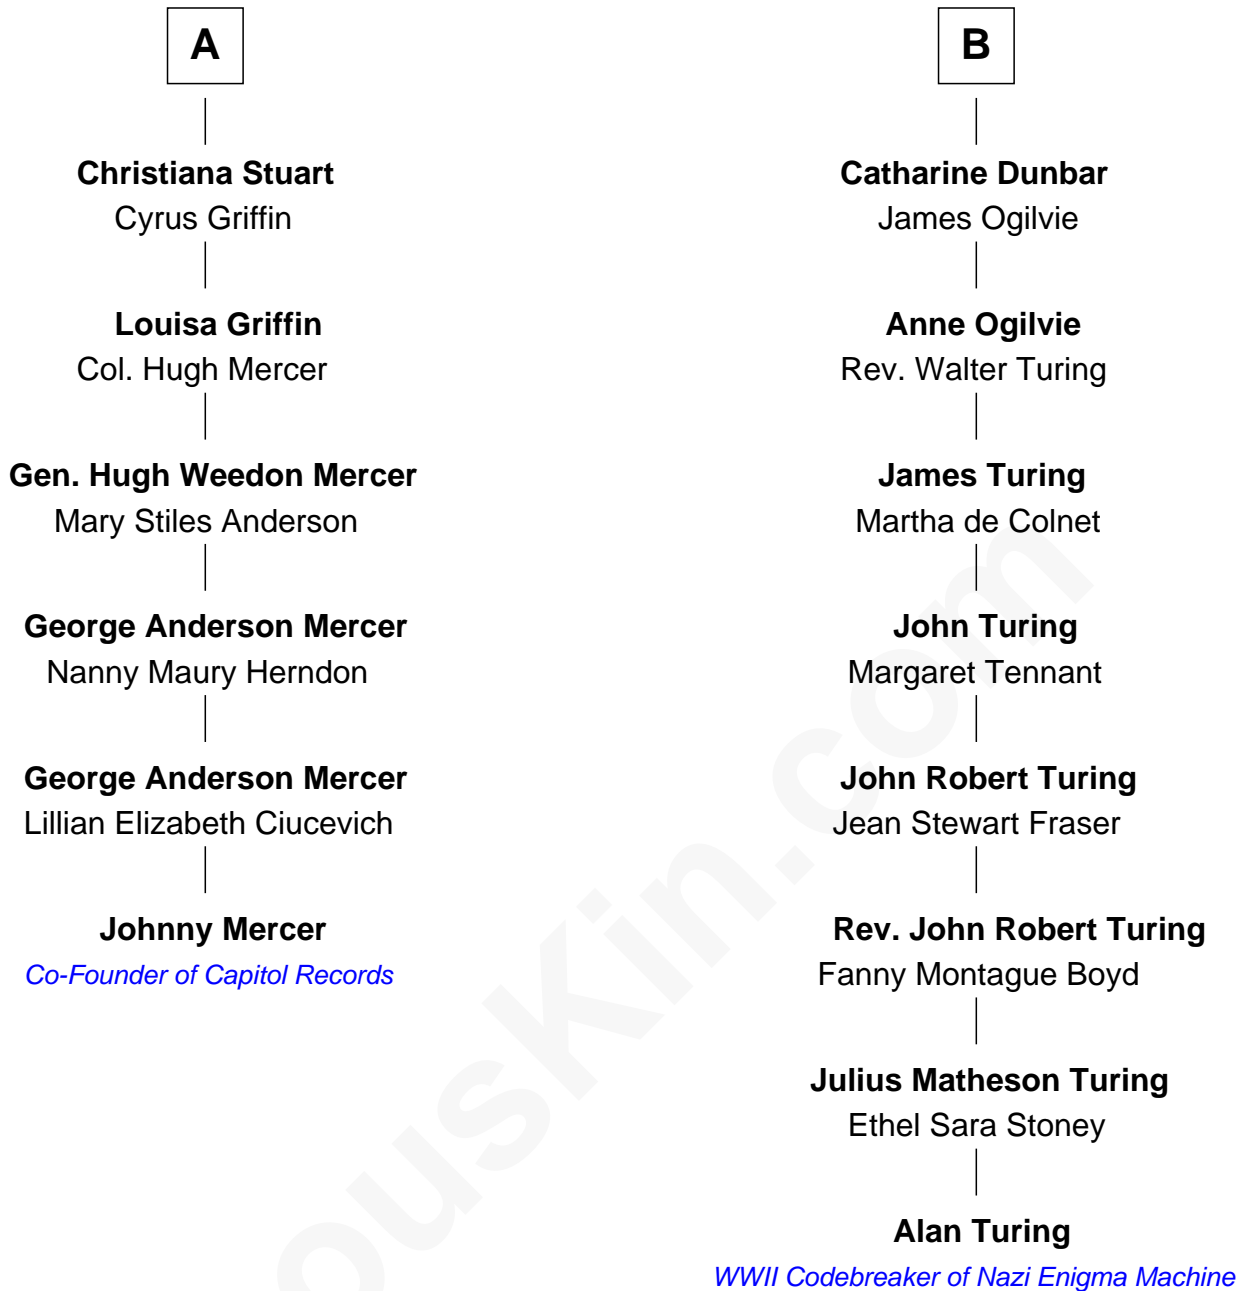 A
Christiana Stuart
Cyrus Griffin
Louisa Griffin
Col. Hugh Mercer
Gen. Hugh Weedon Mercer
Mary Stiles Anderson
George Anderson Mercer
Nanny Maury Herndon
George Anderson Mercer
Lillian Elizabeth Ciucevich
Johnny Mercer
Co-Founder of Capitol Records
B
Catharine Dunbar
James Ogilvie
Anne Ogilvie
Rev. Walter Turing
James Turing
Martha de Colnet
John Turing
Margaret Tennant
John Robert Turing
Jean Stewart Fraser
Rev. John Robert Turing
Fanny Montague Boyd
Julius Matheson Turing
Ethel Sara Stoney
Alan Turing
WWII Codebreaker of Nazi Enigma Machine
ousKin.com